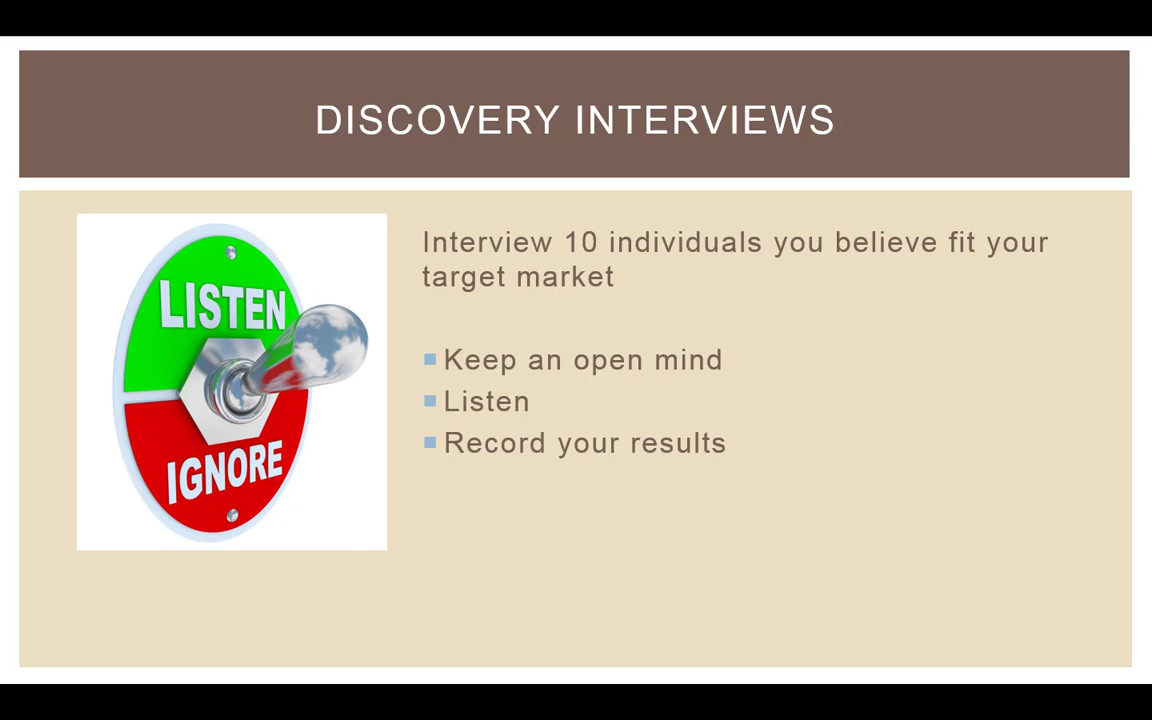 DISCOVERY INTERVIEWS
LISTEN
IGNORE
Interview 10 individuals you believe fit your
target market
Keep an open mind
Listen
Record your results